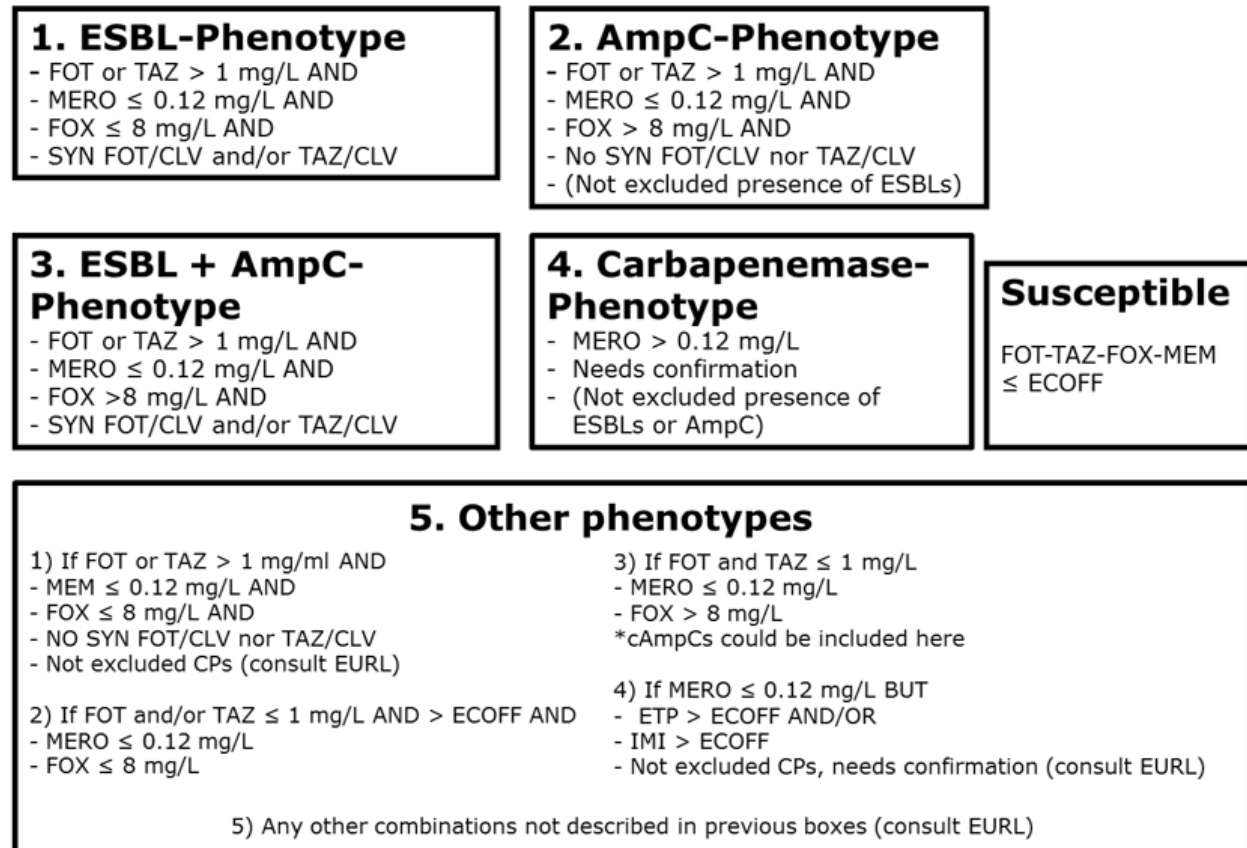 1. ESBL-Phenotype
- FOT or TAZ > 1 mg/L AND
- MERO ≤ 0.12 mg/L AND
- FOX ≤ 8 mg/L AND
- SYN FOT/CLV and/or TAZ/CLV
2. AmpC-Phenotype
- FOT or TAZ > 1 mg/L AND
- MERO ≤ 0.12 mg/L AND
- FOX > 8 mg/L AND
- No SYN FOT/CLV nor TAZ/CLV
- (Not excluded presence of ESBLs)
3. ESBL + AmpC-
Phenotype
- FOT or TAZ > 1 mg/L AND
- MERO ≤ 0.12 mg/L AND
- FOX >8 mg/L AND
- SYN FOT/CLV and/or TAZ/CLV
4. Carbapenemase-
Phenotype
- MERO > 0.12 mg/L
- Needs confirmation
- (Not excluded presence of
ESBLs or AmpC)
Susceptible
FOT-TAZ-FOX-MEM
≤ ECOFF
5. Other phenotypes
1) If FOT or TAZ > 1 mg/ml AND
- MEM ≤ 0.12 mg/L AND
- FOX ≤ 8 mg/L AND
- NO SYN FOT/CLV nor TAZ/CLV
- Not excluded CPs (consult EURL)
2) If FOT and/or TAZ ≤ 1 mg/L AND > ECOFF AND
- MERO ≤ 0.12 mg/L
- FOX ≤ 8 mg/L
3) If FOT and TAZ ≤ 1 mg/L
- MERO ≤ 0.12 mg/L
- FOX > 8 mg/L
*cAmpCs could be included here
4) If MERO ≤ 0.12 mg/L BUT
- ETP > ECOFF AND/OR
- IMI > ECOFF
- Not excluded CPs, needs confirmation (consult EURL)
5) Any other combinations not described in previous boxes (consult EURL)